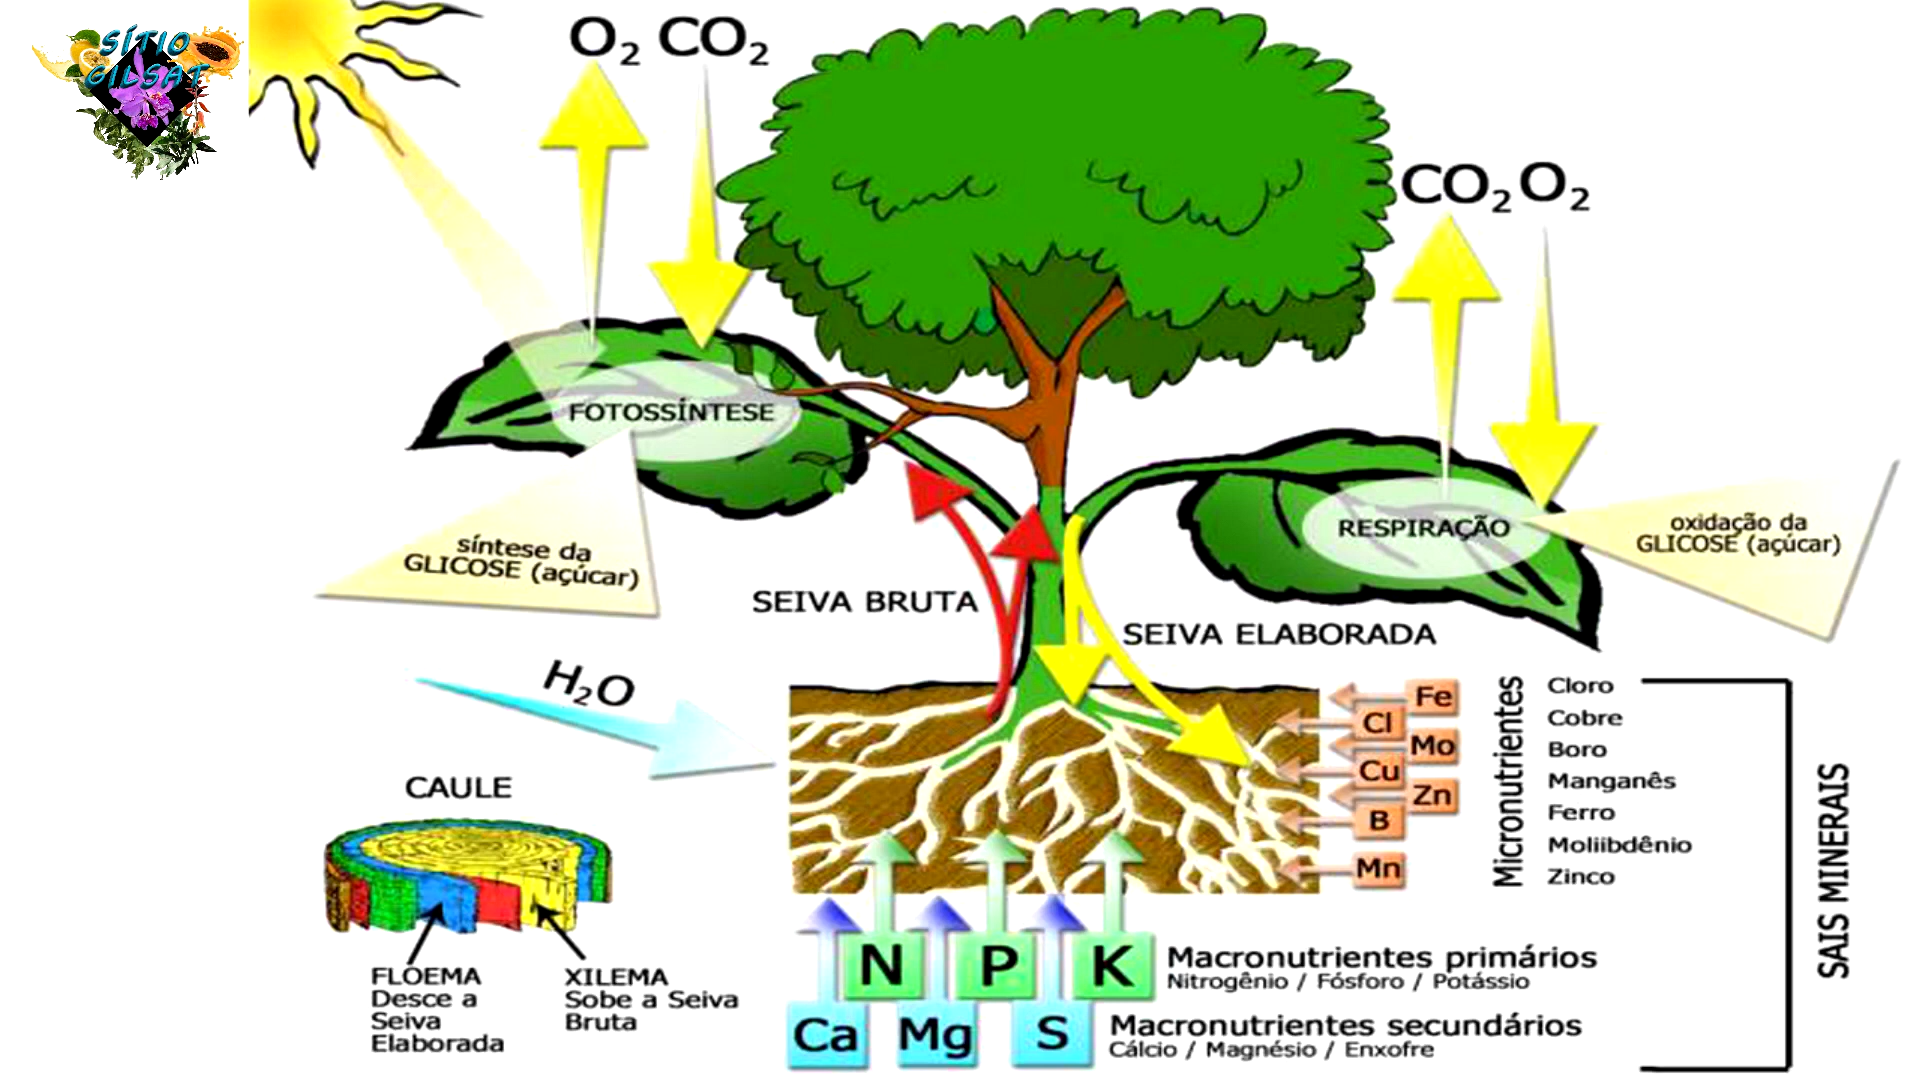 SÍTIO
GILSAT
O2 CO2
CO2 O2
FOTOSSÍNTESE
RESPIRAÇÃO
oxidação da
GLICOSE (açúcar)
síntese da
GLICOSE (açúcar)
SEIVA BRUTA
SEIVA ELABORADA
H2O
CAULE
FLOEMA
Desce a
Seiva
Elaborada
XILEMA
Sobe a Seiva
Bruta
Fe
Cl
Mo
Cu
Zn
B
Mn
Micronutrientes
Cloro
Cobre
Boro
Manganês
Ferro
Moliibdênio
Zinco
SAIS MINERAIS
N P K
Macronutrientes primários
Nitrogênio / Fósforo / Potássio
Ca Mg S
Macronutrientes secundários
Cálcio / Magnésio / Enxofre